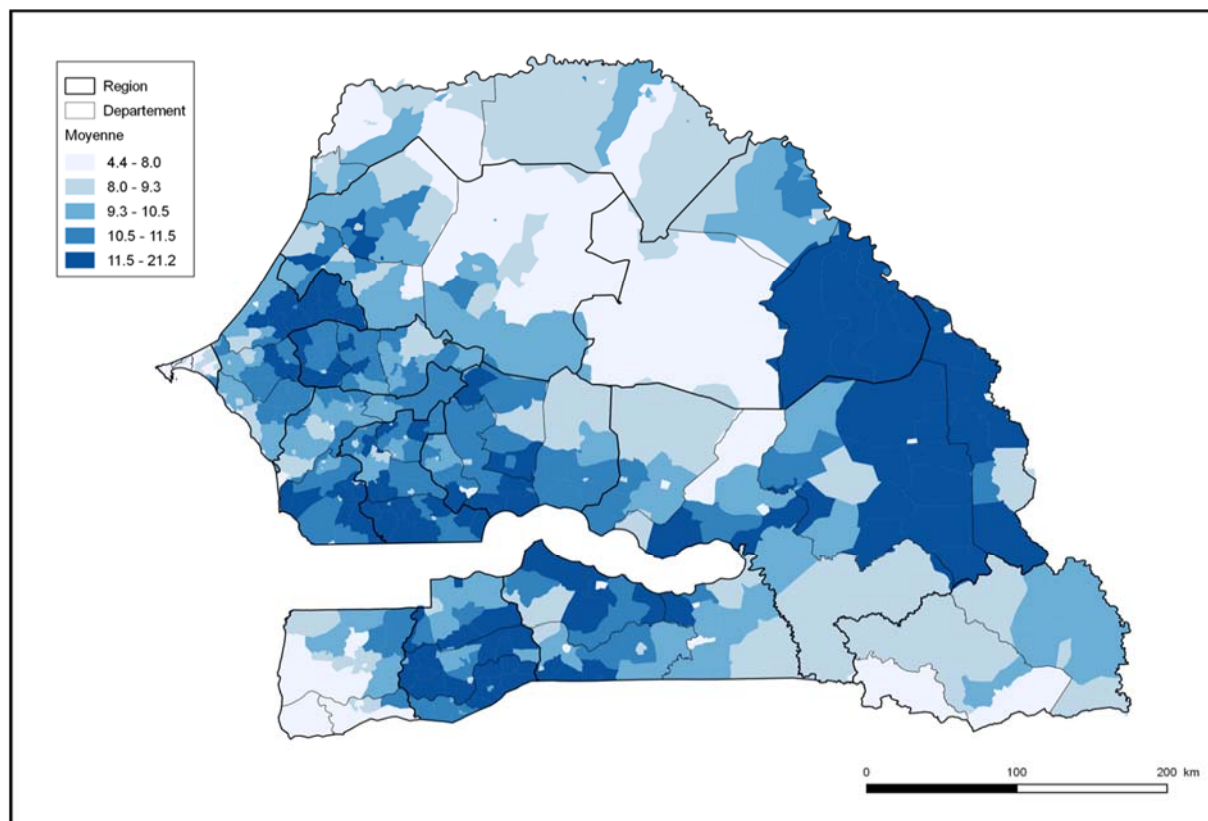 Region
Departement
Moyenne
4.4 - 8.0
8.0 - 9.3
9.3 - 10.5
10.5 - 11.5
11.5 - 21.2
0 100 200 km